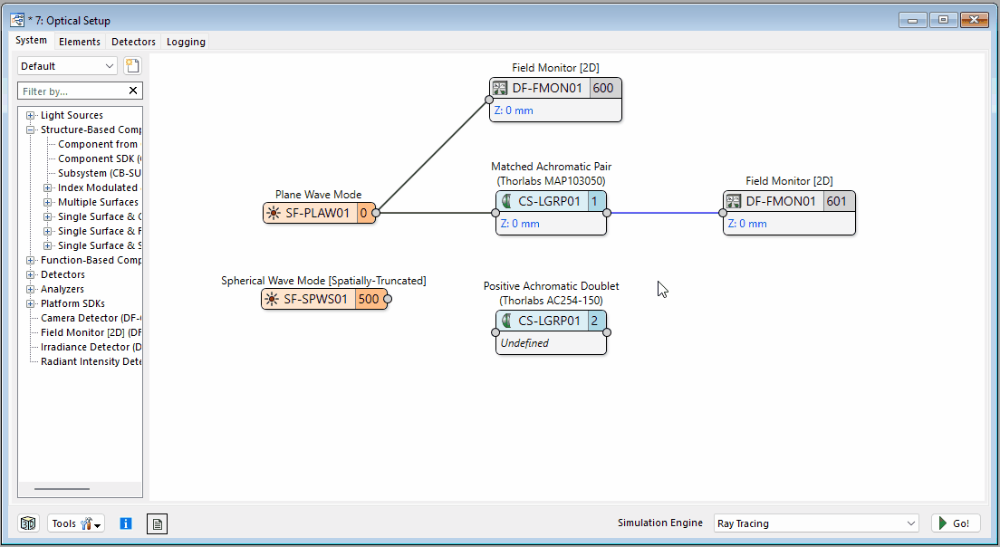 * 7: Optical Setup
System Elements Detectors Logging
Default
Filter by...
Light Sources
Structure-Based Comp
Component from
Component SDK (
Subsystem (CB-SU
Index Modulated
Multiple Surfaces
Single Surface & C
Single Surface & F
Single Surface & S
Function-Based Comp
Detectors
Analyzers
Platform SDKs
Camera Detector (DF-
Field Monitor [2D] (DF
Irradiance Detector (D
Radiant Intensity Dete
Field Monitor [2D]
DF-FMON01 600
Z: 0 mm
Matched Achromatic Pair
(Thorlabs MAP103050)
CS-LGRP01 1
Z: 0 mm
Field Monitor [2D]
DF-FMON01 601
Z: 0 mm
Plane Wave Mode
SF-PLAW01 0
Spherical Wave Mode [Spatially-Truncated]
SF-SPWS01 500
Positive Achromatic Doublet
(Thorlabs AC254-150)
CS-LGRP01 2
Undefined
3D
Tools
Simulation Engine Ray Tracing Go!